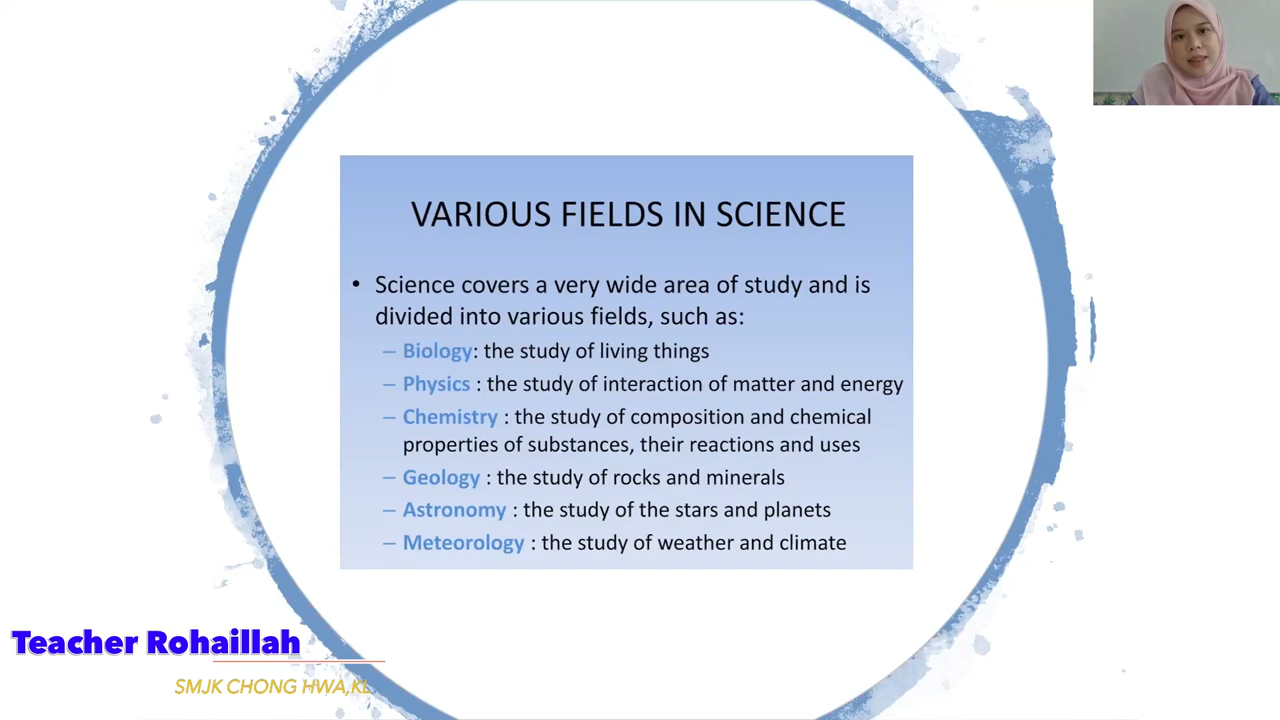 VARIOUS FIELDS IN SCIENCE
• Science covers a very wide area of study and is
divided into various fields, such as:
– Biology: the study of living things
– Physics : the study of interaction of matter and energy
– Chemistry : the study of composition and chemical
properties of substances, their reactions and uses
– Geology : the study of rocks and minerals
– Astronomy : the study of the stars and planets
– Meteorology : the study of weather and climate
Teacher Rohaillah
SMJK CHONG HWA,KL